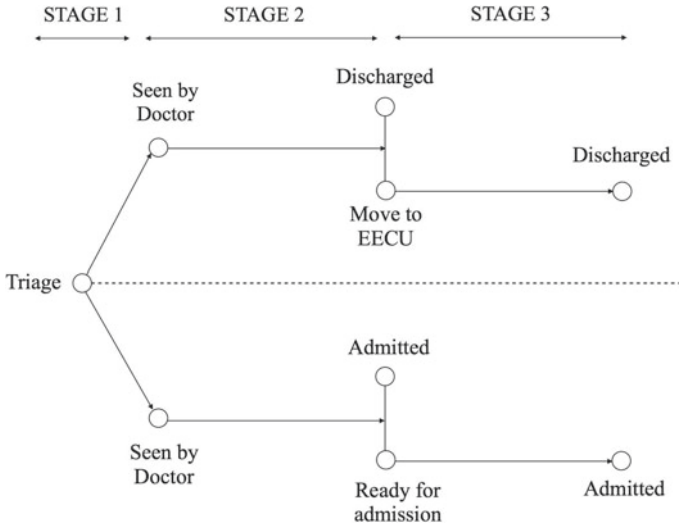 STAGE 1
STAGE 2
STAGE 3
Seen by
Doctor
Discharged
Discharged
Move to
EECU
Triage
Admitted
Seen by
Doctor
Ready for
admission
Admitted